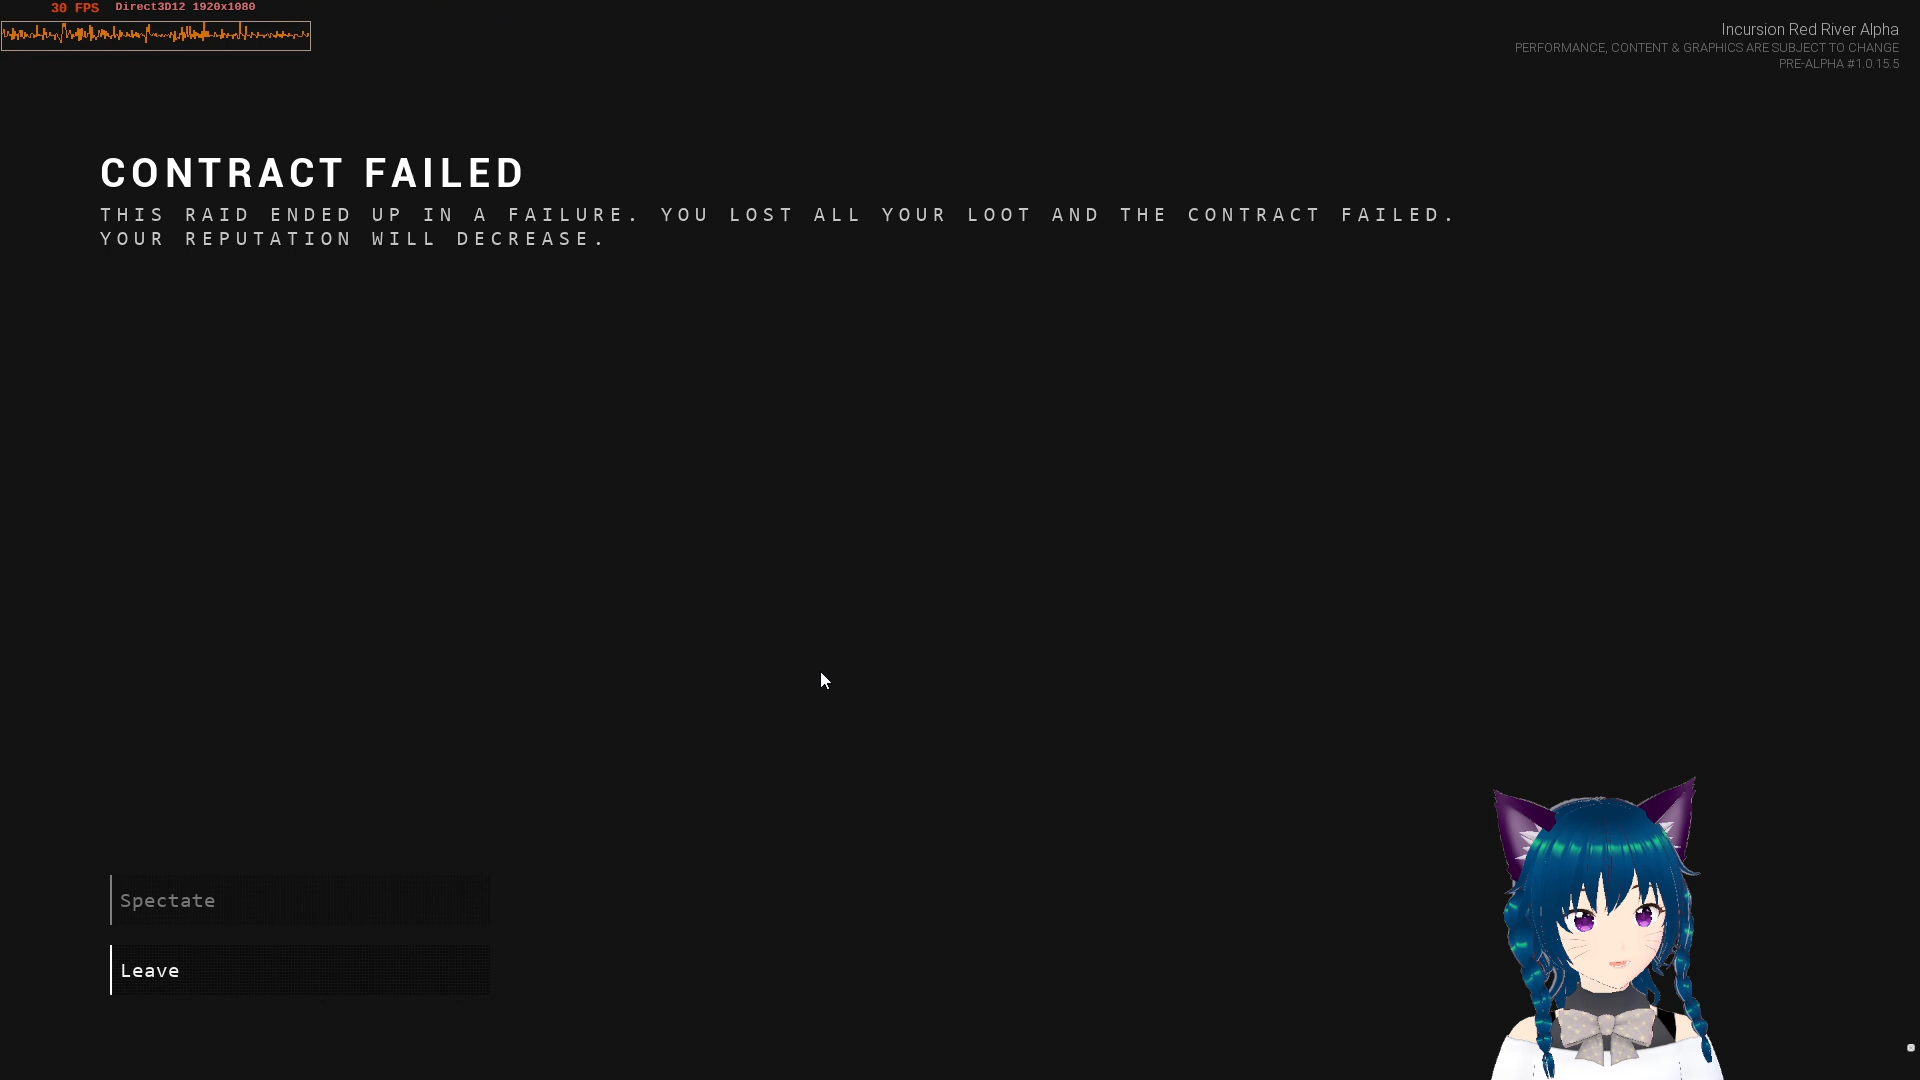 30 FPS Direct3D12 1920x1080
Incursion Red River Alpha
PERFORMANCE, CONTENT & GRAPHICS ARE SUBJECT TO CHANGE
PRE-ALPHA #1.0.15.5
CONTRACT FAILED
THIS RAID ENDED UP IN A FAILURE. YOU LOST ALL YOUR LOOT AND THE CONTRACT FAILED.
YOUR REPUTATION WILL DECREASE.
Spectate
Leave